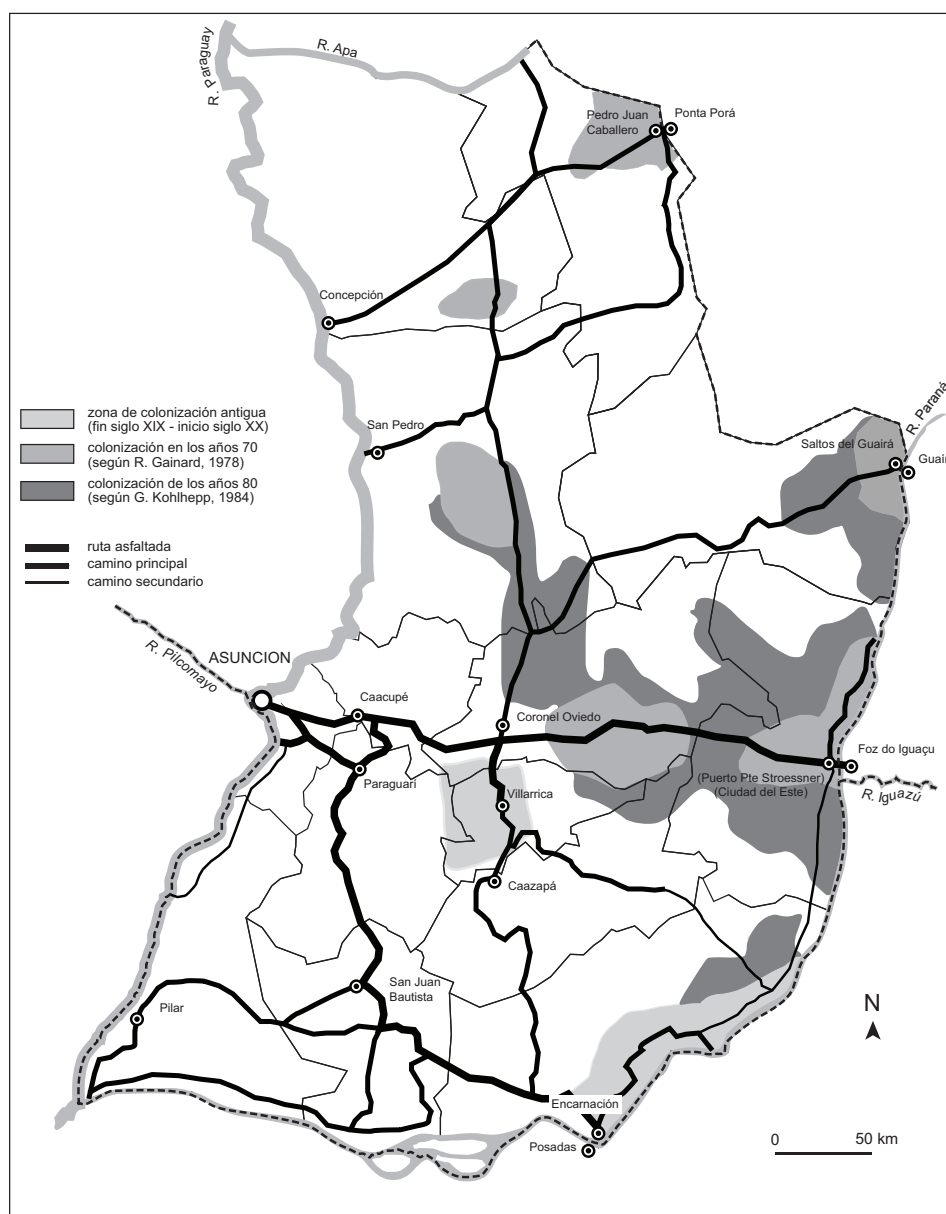 R. Paraguay
R. Apa
Pedro Juan
Caballero
Ponta Porá
Concepción
zona de colonización antigua
(fin siglo XIX - inicio siglo XX)
colonización en los años 70
(según R. Gainard, 1978)
colonización de los años 80
(según G. Kohlhepp, 1984)
ruta asfaltada
camino principal
camino secundario
San Pedro
R. Paraná
Saltos del Guairá
Guaír
R. Pilcomayo
ASUNCION
Caacupé
Coronel Oviedo
Foz do Iguaçu
Paraguarí
(Puerto Pte Stroessner)
(Ciudad del Este)
R. Iguazú
Villarrica
Caazapá
San Juan
Bautista
Pilar
N
Encarnación
Posadas
0 50 km